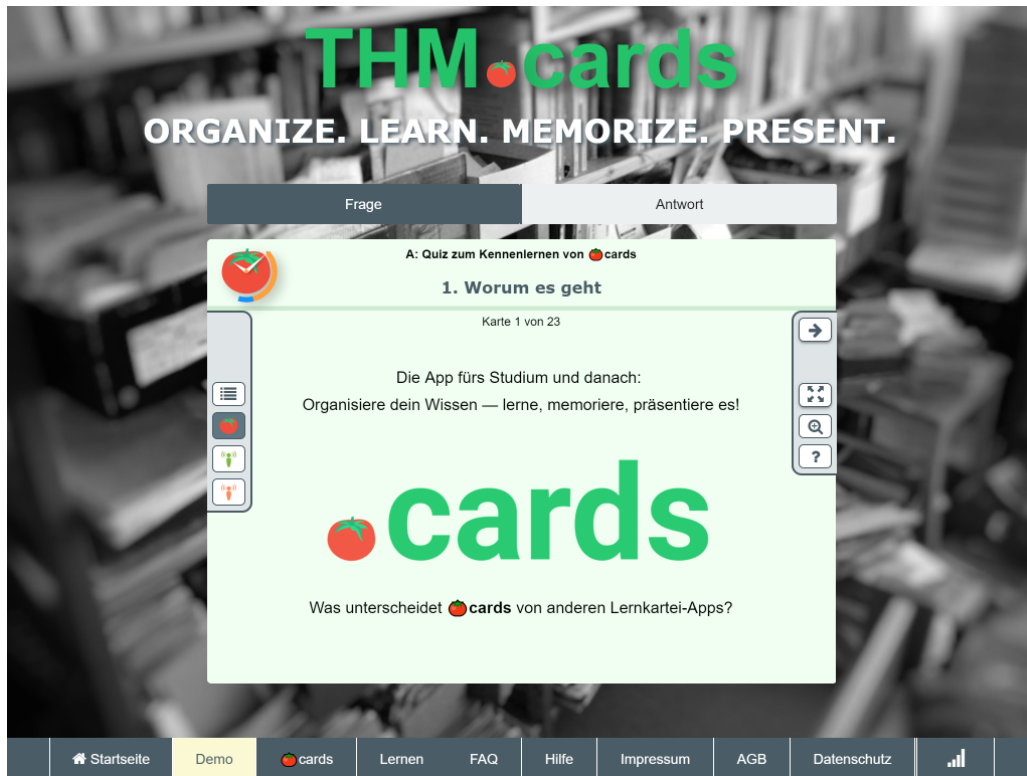 THM.cards
ORGANIZE. LEARN. MEMORIZE. PRESENT.
Frage
Antwort
A: Quiz zum Kennenlernen von cards
1. Worum es geht
Karte 1 von 23
Die App fürs Studium und danach:
Organisiere dein Wissen — lerne, memoriere, präsentiere es!
.cards
Was unterscheidet cards von anderen Lernkartei-Apps?
?
Startseite
Demo
cards
Lernen
FAQ
Hilfe
Impressum
AGB
Datenschutz